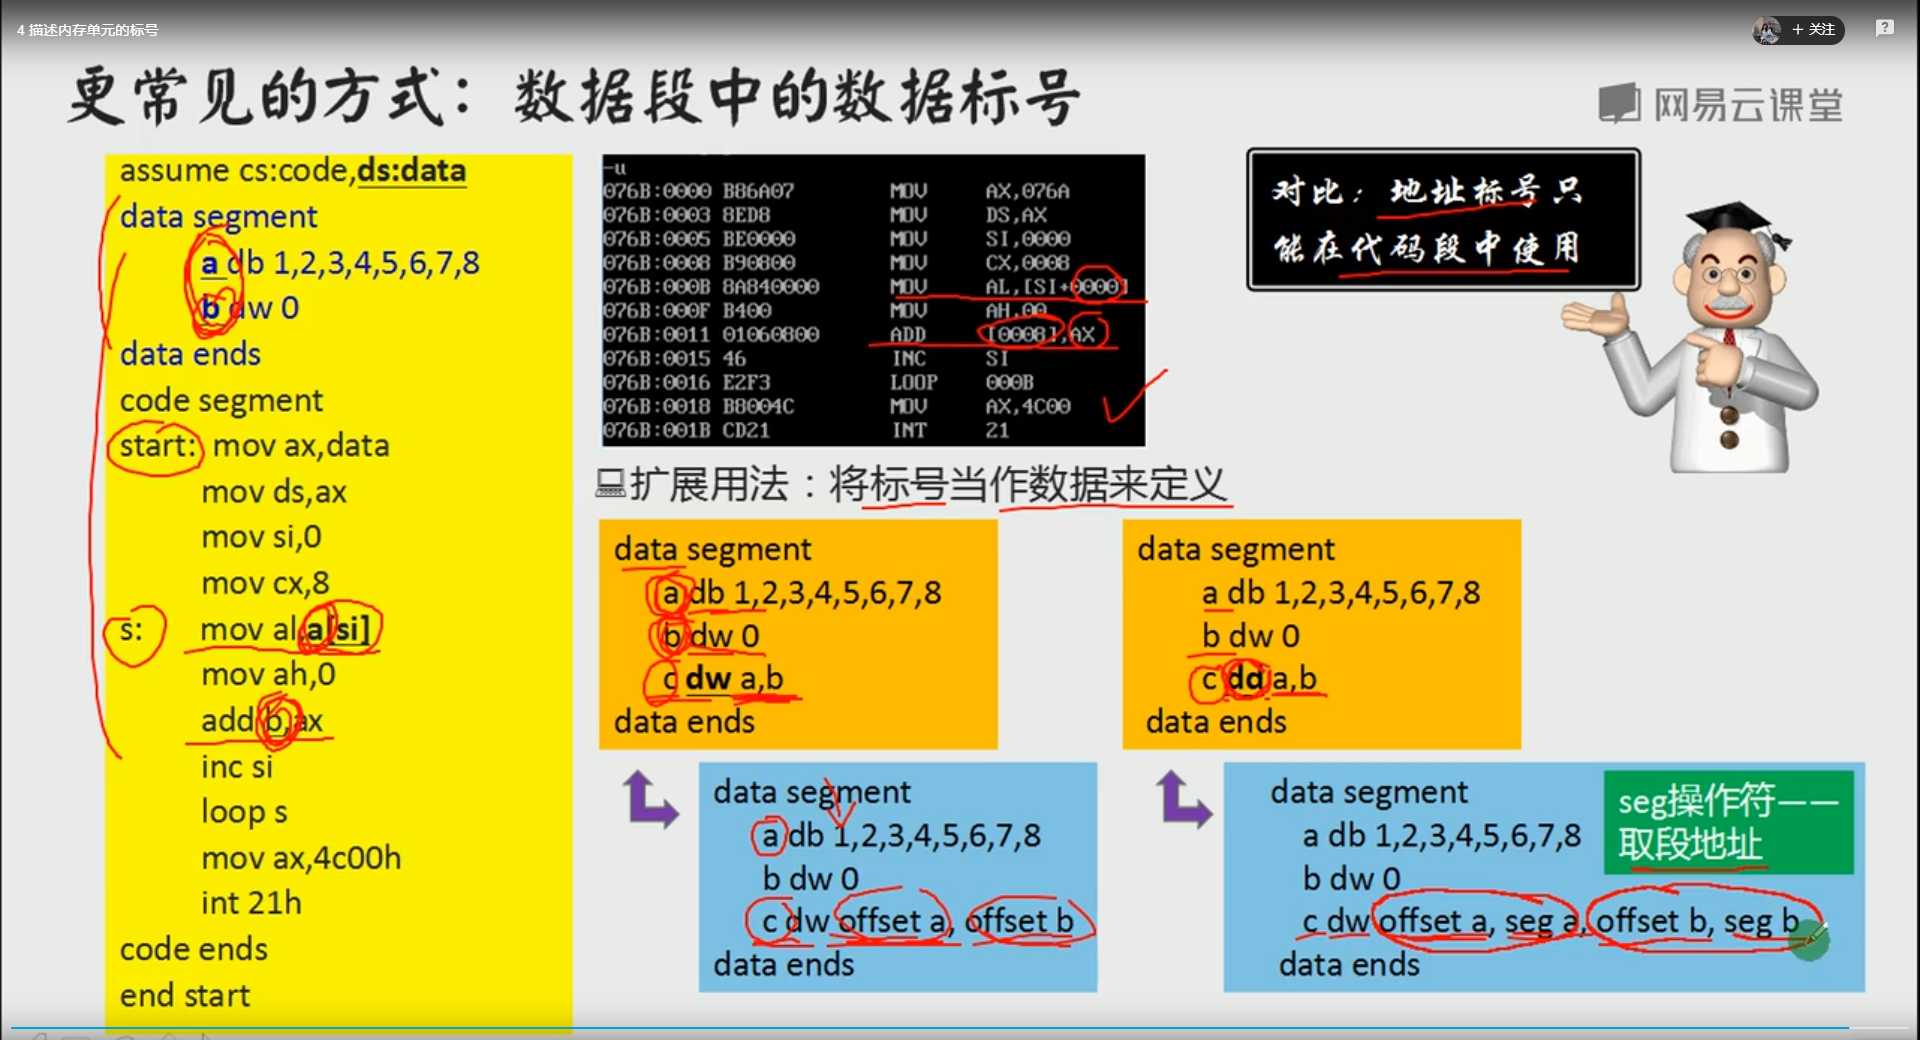 4 描述内存单元的标号
+ 关注
?
更常见的方式：数据段中的数据标号
网易云课堂
assume cs:code,ds:data
data segment
a db 1,2,3,4,5,6,7,8
b dw 0
data ends
code segment
start: mov ax,data
mov ds,ax
mov si,0
mov cx,8
s: mov al,a[si]
mov ah,0
add b,ax
inc si
loop s
mov ax,4c00h
int 21h
code ends
end start
-u
076B:0000 B86A07 MOV AX,076A
076B:0003 8ED8 MOV DS,AX
076B:0005 BE0000 MOV SI,0000
076B:0008 B90800 MOV CX,0008
076B:000B 8A840000 MOV AL,[SI+0000]
076B:000F B400 MOV AH,00
076B:0011 01060800 ADD [0008],AX
076B:0015 46 INC SI
076B:0016 E2F3 LOOP 000B
076B:0018 B8004C MOV AX,4C00
076B:001B CD21 INT 21
对比：地址标号只
能在代码段中使用
扩展用法：将标号当作数据来定义
data segment
a db 1,2,3,4,5,6,7,8
b dw 0
c dw a,b
data ends
data segment
a db 1,2,3,4,5,6,7,8
b dw 0
c dd a,b
data ends
data segment
a db 1,2,3,4,5,6,7,8
b dw 0
c dw offset a, offset b
data ends
data segment
a db 1,2,3,4,5,6,7,8
b dw 0
c dw offset a, seg a, offset b, seg b
data ends
seg操作符——
取段地址